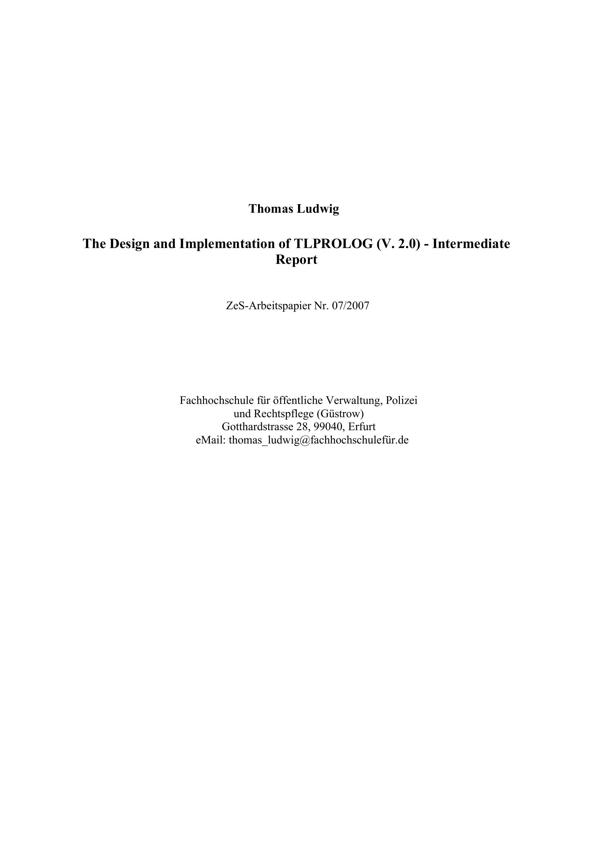 Thomas Ludwig
The Design and Implementation of TLPROLOG (V. 2.0) - Intermediate
Report
ZeS-Arbeitspapier Nr. 07/2007
Fachhochschule für öffentliche Verwaltung, Polizei
und Rechtspflege (Güstrow)
Gotthardstrasse 28, 99040, Erfurt
eMail: thomas_ludwig@fachhochschulefür.de